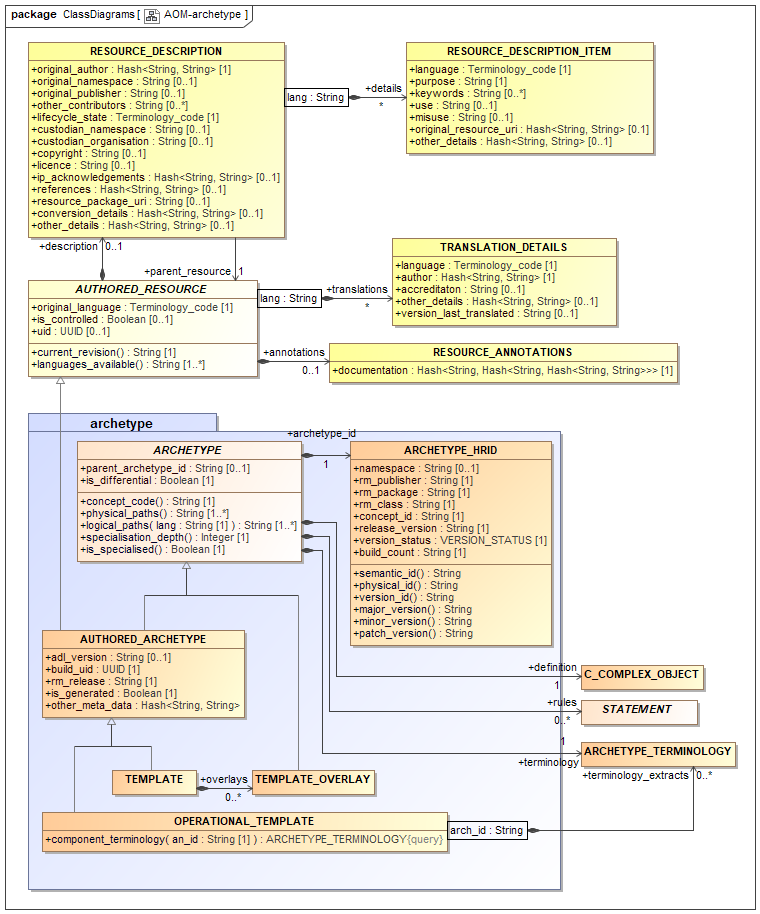 package ClassDiagrams [ AOM-archetype ]
RESOURCE_DESCRIPTION
+original_author : Hash<String, String> [1]
+original_namespace : String [0..1]
+original_publisher : String [0..1]
+other_contributors : String [0..*]
+lifecycle_state : Terminology_code [1]
+custodian_namespace : String [0..1]
+custodian_organisation : String [0..1]
+copyright : String [0..1]
+licence : String [0..1]
+ip_acknowledgements : Hash<String, String> [0..1]
+references : Hash<String, String> [0..1]
+resource_package_uri : String [0..1]
+conversion_details : Hash<String, String> [0..1]
+other_details : Hash<String, String> [0..1]
lang : String
+details
*
RESOURCE_DESCRIPTION_ITEM
+language : Terminology_code [1]
+purpose : String [1]
+keywords : String [0..*]
+use : String [0..1]
+misuse : String [0..1]
+original_resource_uri : Hash<String, String> [0.1]
+other_details : Hash<String, String> [0..1]
+description 0..1
+parent_resource 1
AUTHORED_RESOURCE
+original_language : Terminology_code [1]
+is_controlled : Boolean [0..1]
+uid : UUID [0..1]
+current_revision() : String [1]
+languages_available() : String [1..*]
lang : String
+translations
*
TRANSLATION_DETAILS
+language : Terminology_code [1]
+author : Hash<String, String> [1]
+accreditaton : String [0..1]
+other_details : Hash<String, String> [0..1]
+version_last_translated : String [0..1]
+annotations
0..1
RESOURCE_ANNOTATIONS
+documentation : Hash<String, Hash<String, Hash<String, String>>> [1]
archetype
ARCHETYPE
+parent_archetype_id : String [0..1]
+is_differential : Boolean [1]
+concept_code() : String [1]
+physical_paths() : String [1..*]
+logical_paths( lang : String [1] ) : String [1..*]
+specialisation_depth() : Integer [1]
+is_specialised() : Boolean [1]
+archetype_id
1
ARCHETYPE_HRID
+namespace : String [0..1]
+rm_publisher : String [1]
+rm_package : String [1]
+rm_class : String [1]
+concept_id : String [1]
+release_version : String [1]
+version_status : VERSION_STATUS [1]
+build_count : String [1]
+semantic_id() : String
+physical_id() : String
+version_id() : String
+major_version() : String
+minor_version() : String
+patch_version() : String
AUTHORED_ARCHETYPE
+adl_version : String [0..1]
+build_uid : UUID [1]
+rm_release : String [1]
+is_generated : Boolean [1]
+other_meta_data : Hash<String, String>
+definition
1
C_COMPLEX_OBJECT
+rules
0..*
STATEMENT
1
+terminology
ARCHETYPE_TERMINOLOGY
+terminology_extracts 0..*
TEMPLATE
+overlays
0..*
TEMPLATE_OVERLAY
OPERATIONAL_TEMPLATE
+component_terminology( an_id : String [1] ) : ARCHETYPE_TERMINOLOGY{query}
arch_id : String